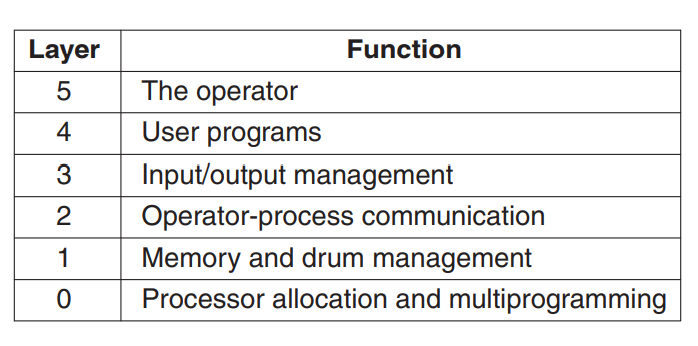 Layer Function
5 The operator
4 User programs
3 Input/output management
2 Operator-process communication
1 Memory and drum management
0 Processor allocation and multiprogramming